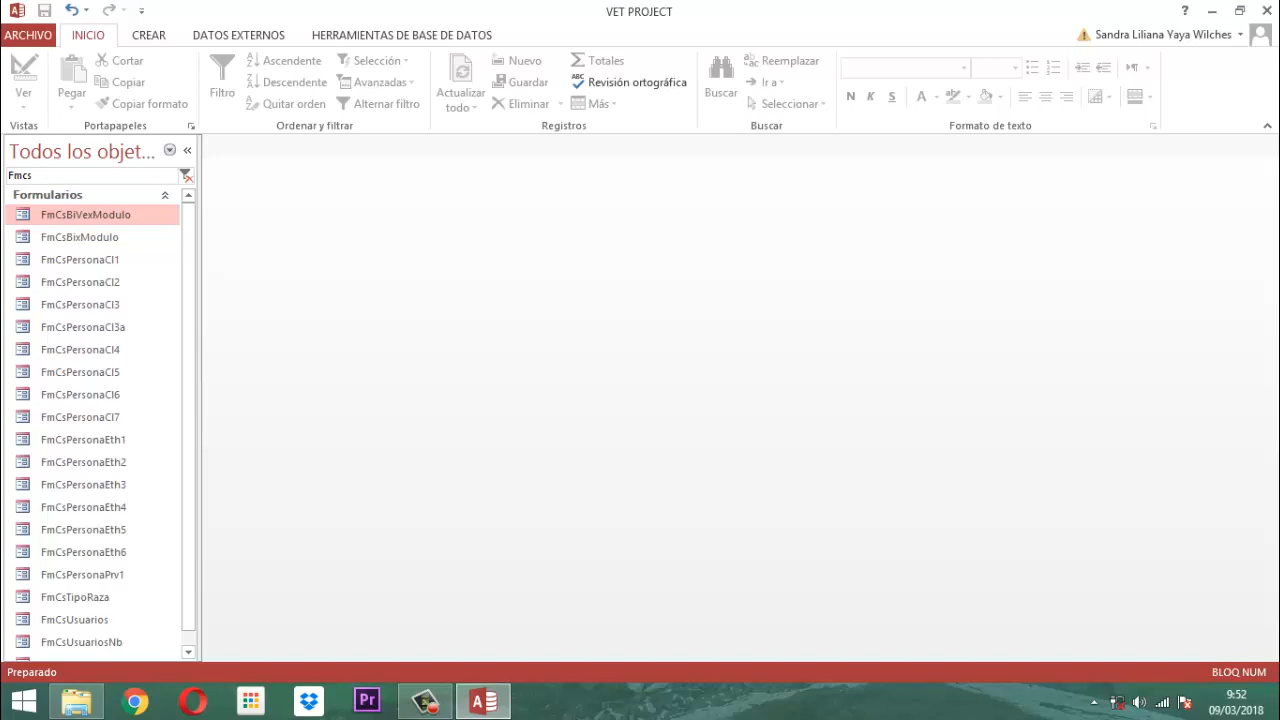 VET PROJECT
ARCHIVO INICIO CREAR DATOS EXTERNOS HERRAMIENTAS DE BASE DE DATOS
Sandra Liliana Yaya Wilches
Ver
Vistas
Pegar
Cortar
Copiar
Copiar formato
Portapapeles
Filtro
Ascendente
Descendente
Quitar orden
Selección
Avanzadas
Alternar filtro
Ordenar y filtrar
Actualizar
todo
Nuevo
Guardar
Eliminar
Totales
Revisión ortográfica
Más
Registros
Buscar
Reemplazar
Ir a
Seleccionar
Buscar
N K S A
Formato de texto
Todos los objet...
Fmcs
Formularios
FmCsBiVexModulo
FmCsBixModulo
FmCsPersonaCl1
FmCsPersonaCl2
FmCsPersonaCl3
FmCsPersonaCl3a
FmCsPersonaCl4
FmCsPersonaCl5
FmCsPersonaCl6
FmCsPersonaCl7
FmCsPersonaEth1
FmCsPersonaEth2
FmCsPersonaEth3
FmCsPersonaEth4
FmCsPersonaEth5
FmCsPersonaEth6
FmCsPersonaPrv1
FmCsTipoRaza
FmCsUsuarios
FmCsUsuariosNb
Preparado
BLOQ NUM
Pr
9:52
09/03/2018